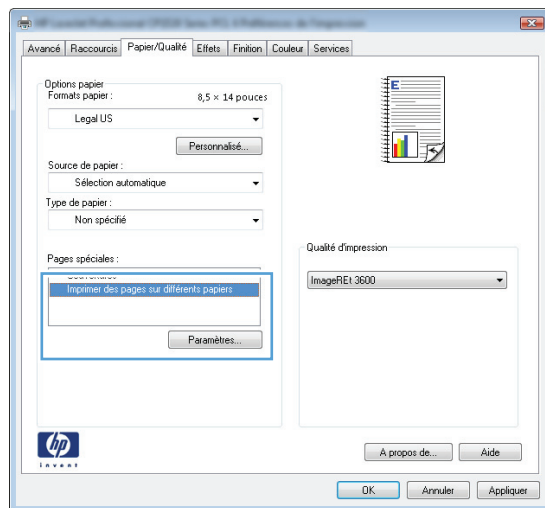 Avancé Raccourcis Papier/Qualité Effets Finition Couleur Services
Options papier
Formats papier : 8,5 × 14 pouces
Legal US
Personnalisé...
Source de papier :
Sélection automatique
Type de papier :
Non spécifié
Pages spéciales :
Imprimer des pages sur différents papiers
Paramètres...
E
Qualité d'impression
ImageREt 3600
hp
invent
A propos de... Aide
OK Annuler Appliquer